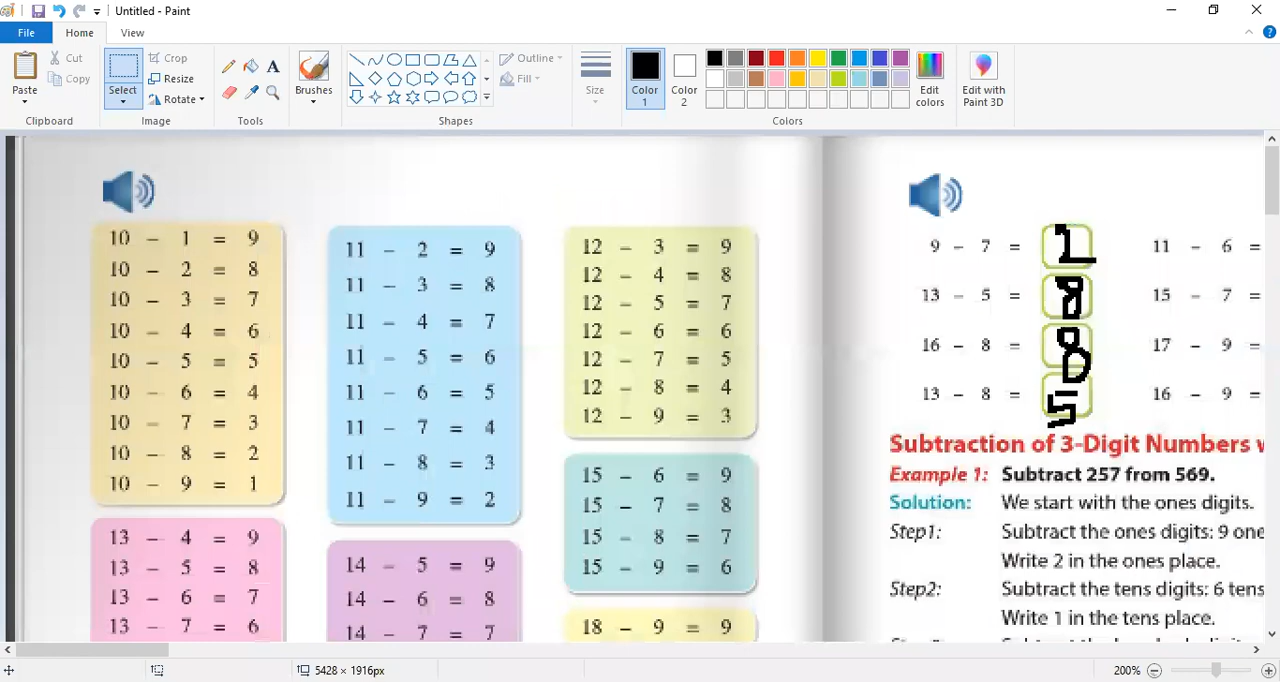 Untitled - Paint
File
Home
View
Paste
Cut
Copy
Clipboard
Select
Crop
Resize
Rotate
Image
Tools
Brushes
Outline
Fill
Shapes
Size
Color
1
Color
2
Edit
colors
Colors
Edit with
Paint 3D
10 - 1 = 9
10 - 2 = 8
10 - 3 = 7
10 - 4 = 6
10 - 5 = 5
10 - 6 = 4
10 - 7 = 3
10 - 8 = 2
10 - 9 = 1
13 - 4 = 9
13 - 5 = 8
13 - 6 = 7
13 - 7 = 6
11 - 2 = 9
11 - 3 = 8
11 - 4 = 7
11 - 5 = 6
11 - 6 = 5
11 - 7 = 4
11 - 8 = 3
11 - 9 = 2
14 - 5 = 9
14 - 6 = 8
14 - 7 = 7
12 - 3 = 9
12 - 4 = 8
12 - 5 = 7
12 - 6 = 6
12 - 7 = 5
12 - 8 = 4
12 - 9 = 3
15 - 6 = 9
15 - 7 = 8
15 - 8 = 7
15 - 9 = 6
18 - 9 = 9
9 - 7 =
13 - 5 = 8
16 - 8 = 8
13 - 8 = 5
11 - 6 =
15 - 7 =
17 - 9 =
16 - 9 =
Subtraction of 3-Digit Numbers
Example 1: Subtract 257 from 569.
Solution: We start with the ones digits.
Step1: Subtract the ones digits: 9 one
Write 2 in the ones place.
Step2: Subtract the tens digits: 6 tens
Write 1 in the tens place.
5428 × 1916px
200%